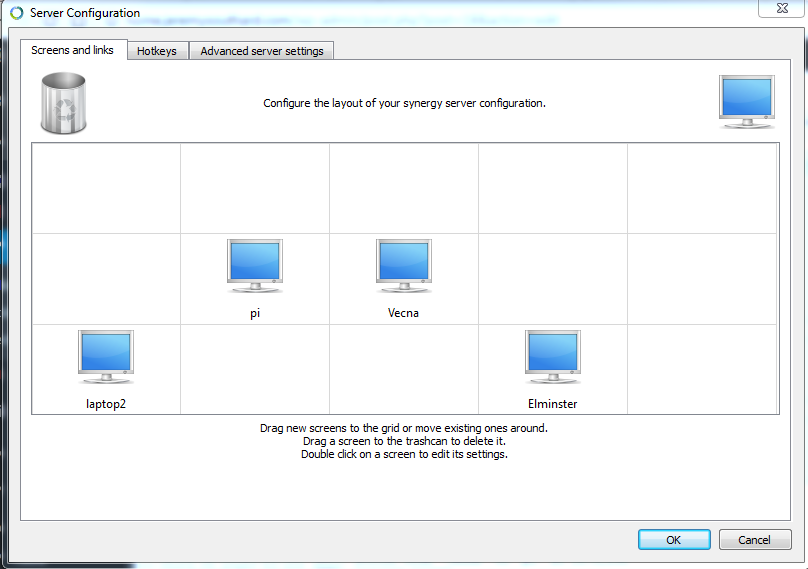 Server Configuration
Screens and links
Hotkeys
Advanced server settings
Configure the layout of your synergy server configuration.
pi
Vecna
laptop2
Elminster
Drag new screens to the grid or move existing ones around.
Drag a screen to the trashcan to delete it.
Double click on a screen to edit its settings.
OK
Cancel